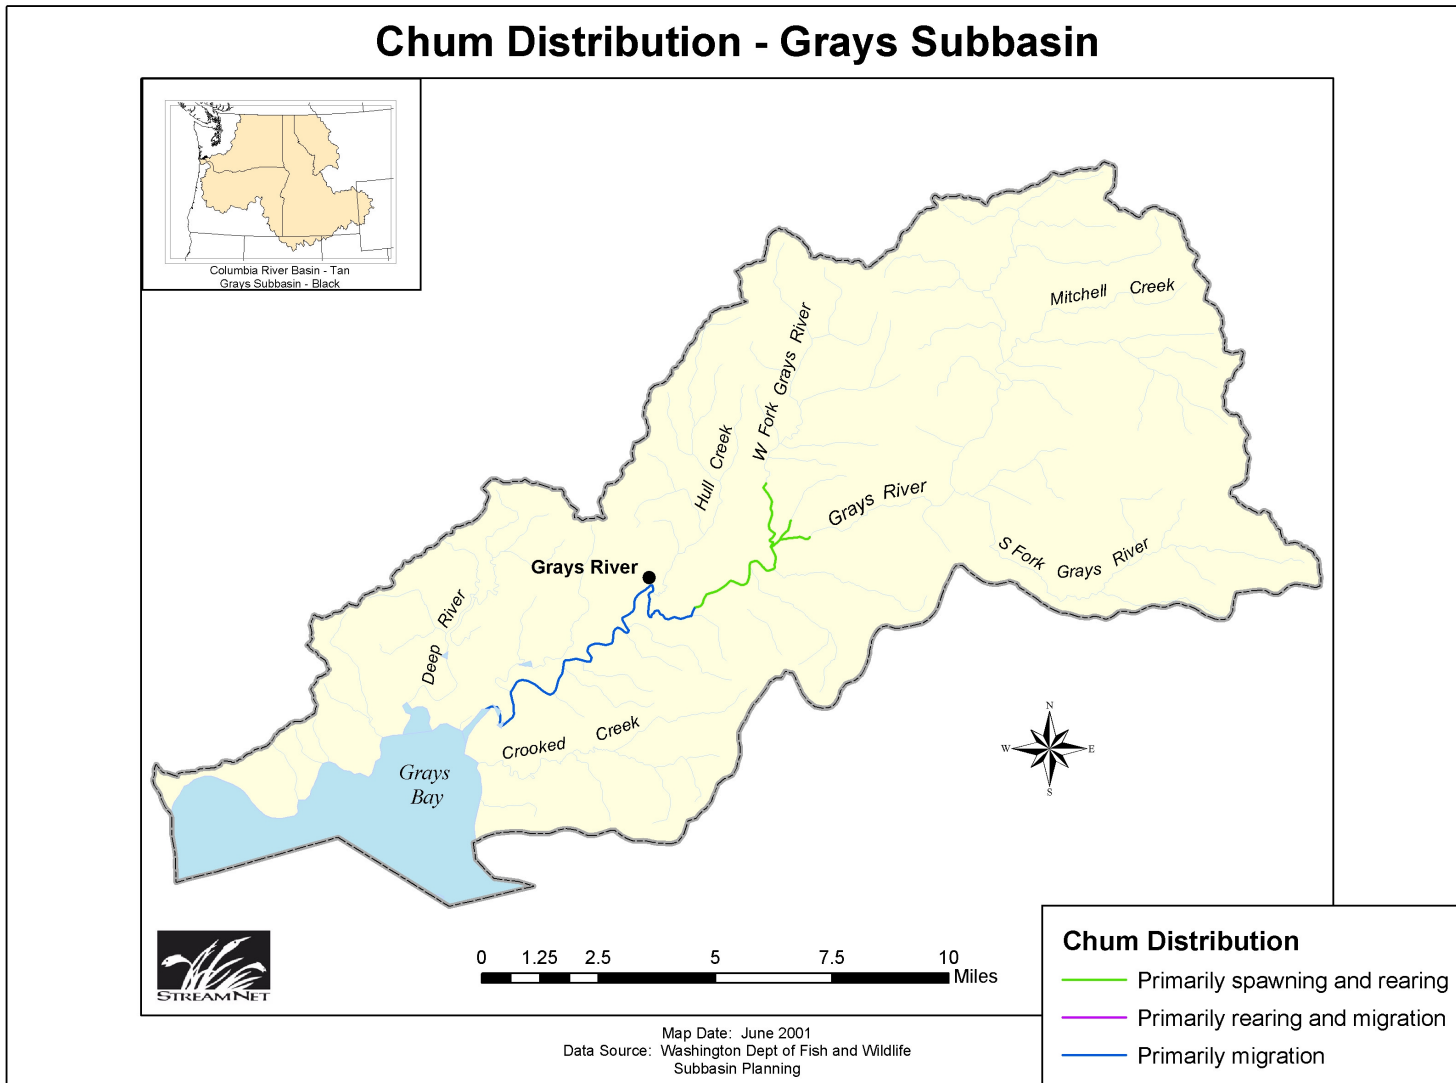 Chum Distribution - Grays Subbasin
Columbia River Basin - Tan
Grays Subbasin - Black
Mitchell Creek
W Fork Grays River
Hull Creek
Grays River
S Fork Grays River
Grays River
Deep River
Crooked Creek
Grays
Bay
N
W E
S
0 1.25 2.5 5 7.5 10
Miles
STREAMNET
Chum Distribution
Primarily spawning and rearing
Primarily rearing and migration
Primarily migration
Map Date: June 2001
Data Source: Washington Dept of Fish and Wildlife
Subbasin Planning